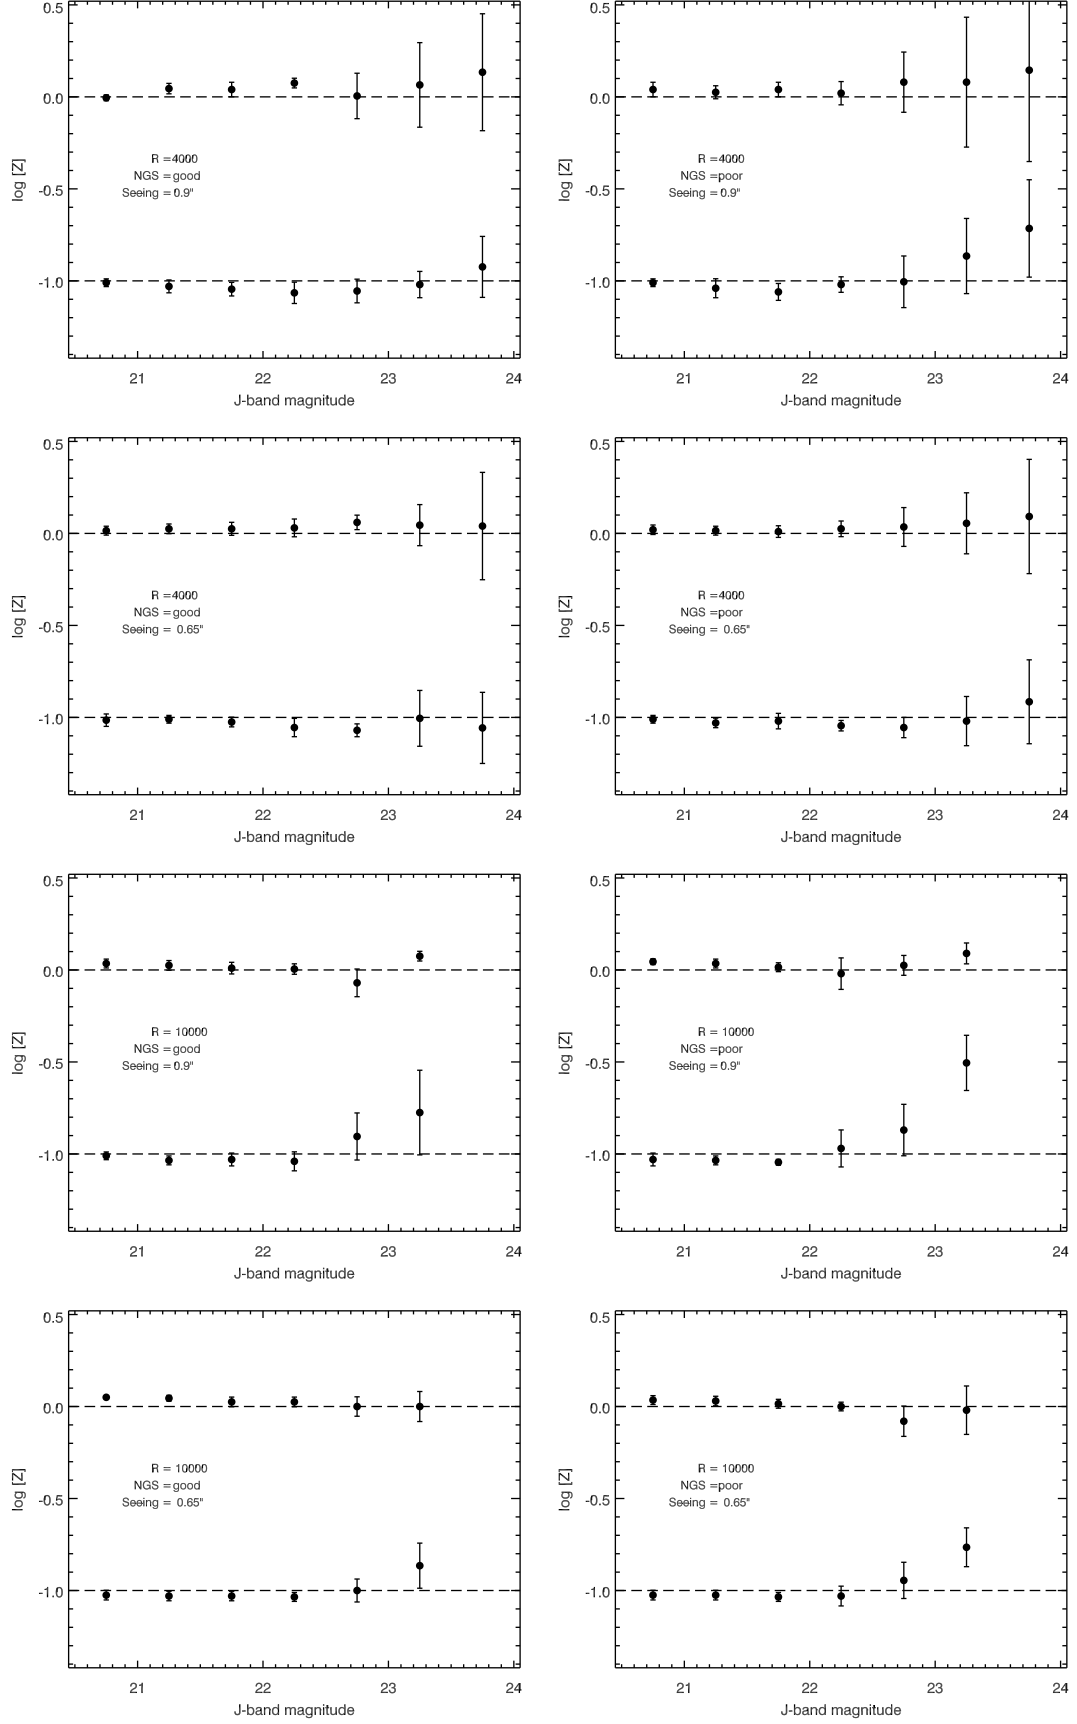 0.5
0.0
-0.5
-1.0
log [Z]
R =4000
NGS =good
Seeing = 0.9"
21 22 23 24
J-band magnitude
0.5
0.0
-0.5
-1.0
log [Z]
R =4000
NGS =poor
Seeing = 0.9"
21 22 23 24
J-band magnitude
0.5
0.0
-0.5
-1.0
log [Z]
R =4000
NGS =good
Seeing = 0.65"
21 22 23 24
J-band magnitude
0.5
0.0
-0.5
-1.0
log [Z]
R =4000
NGS =poor
Seeing = 0.65"
21 22 23 24
J-band magnitude
0.5
0.0
-0.5
-1.0
log [Z]
R = 10000
NGS =good
Seeing = 0.9"
21 22 23 24
J-band magnitude
0.5
0.0
-0.5
-1.0
log [Z]
R = 10000
NGS =poor
Seeing = 0.9"
21 22 23 24
J-band magnitude
0.5
0.0
-0.5
-1.0
log [Z]
R = 10000
NGS =good
Seeing = 0.65"
21 22 23 24
J-band magnitude
0.5
0.0
-0.5
-1.0
log [Z]
R = 10000
NGS =poor
Seeing = 0.65"
21 22 23 24
J-band magnitude